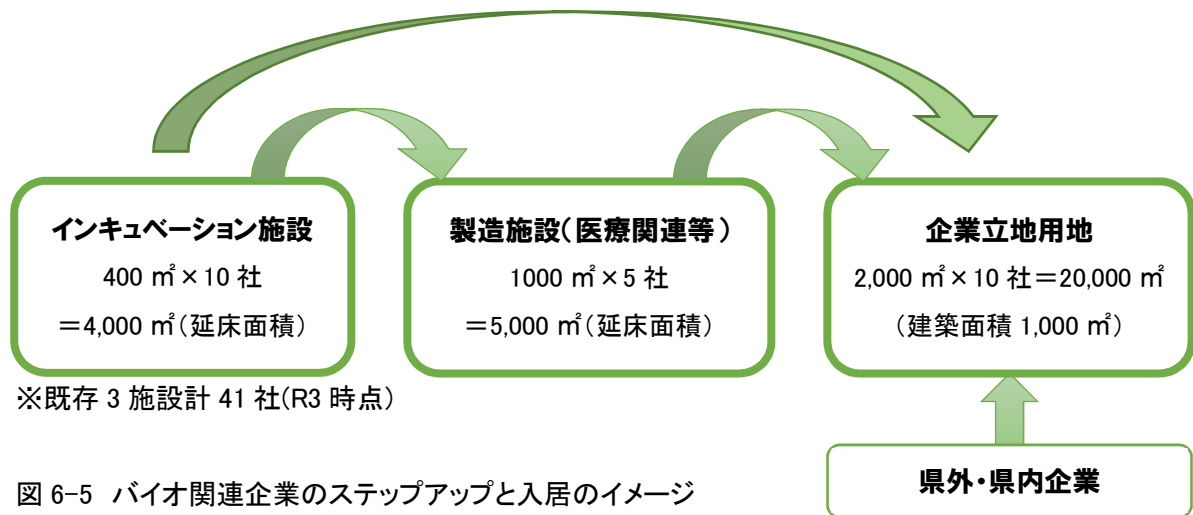 インキュベーション施設
400 ㎡×10 社
＝4,000 ㎡（延床面積）
製造施設（医療関連等）
1000 ㎡×5 社
＝5,000 ㎡（延床面積）
企業立地用地
2,000 ㎡×10 社＝20,000 ㎡
（建築面積 1,000 ㎡）
※既存 3 施設計 41 社(R3 時点)
県外・県内企業
図 6-5 バイオ関連企業のステップアップと入居のイメージ